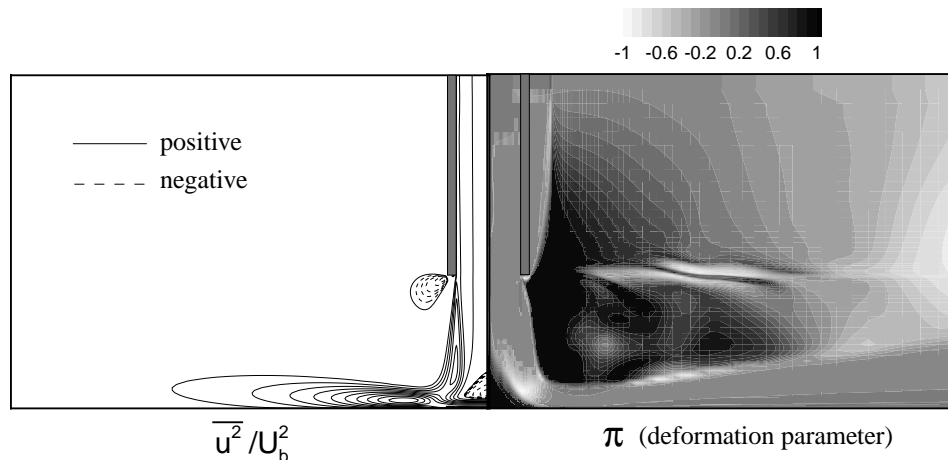 -1 -0.6 -0.2 0.2 0.6 1
positive
negative
u² /U_b²
π (deformation parameter)